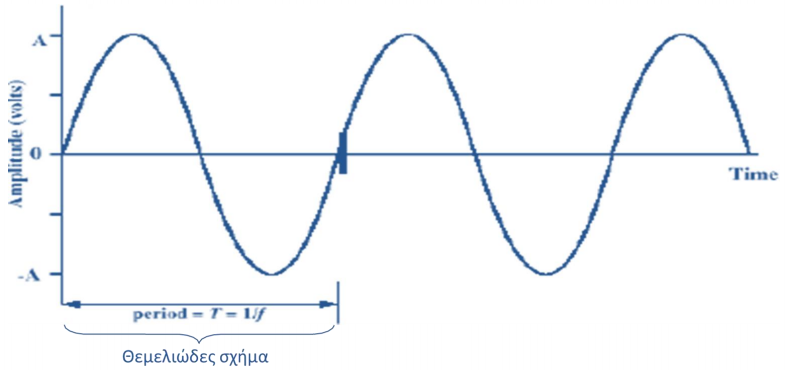 A
Amplitude (volts)
0
Time
-A
period = T = 1/f
Θεμελιώδες σχήμα